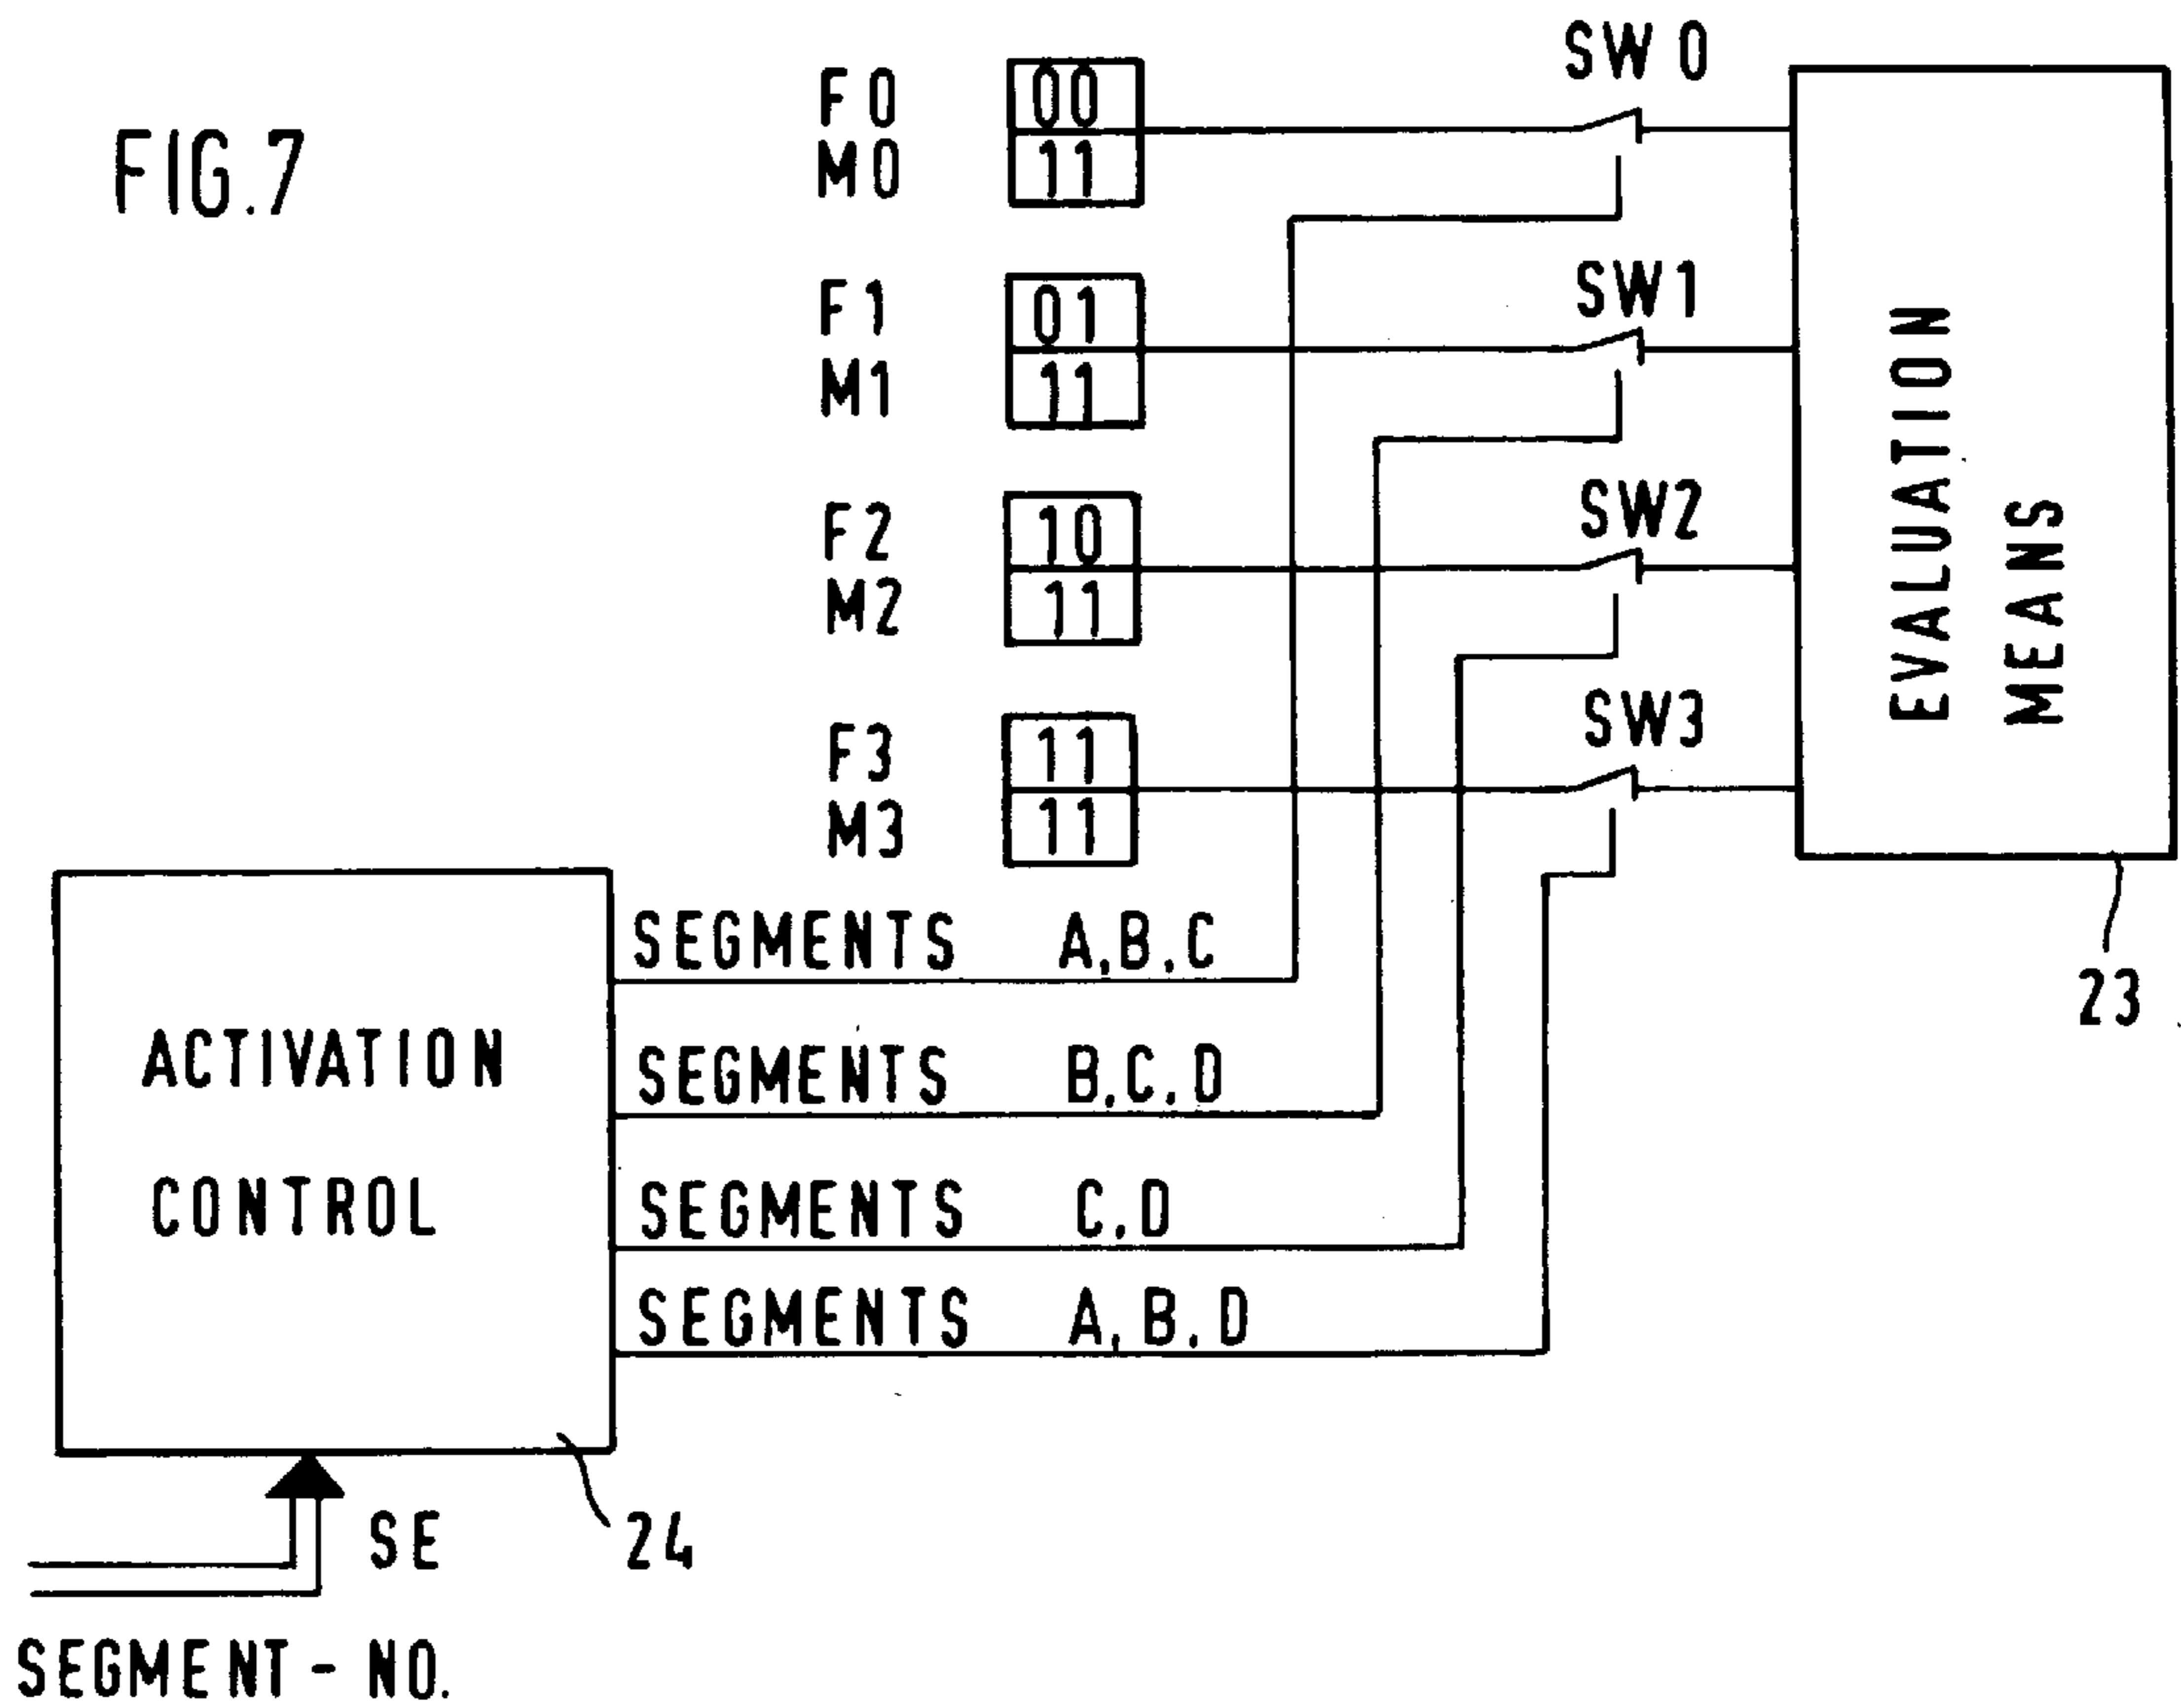 FIG.7
F0 00 SW 0
M0 11
F1 01 SW1
M1 11
F2 10 SW2
M2 11
F3 11 SW3
M3 11
EVALUATION
MEANS
23
ACTIVATION
CONTROL
SEGMENTS A,B,C
SEGMENTS B,C,D
SEGMENTS C,D
SEGMENTS A,B,D
SE
24
SEGMENT - NO.